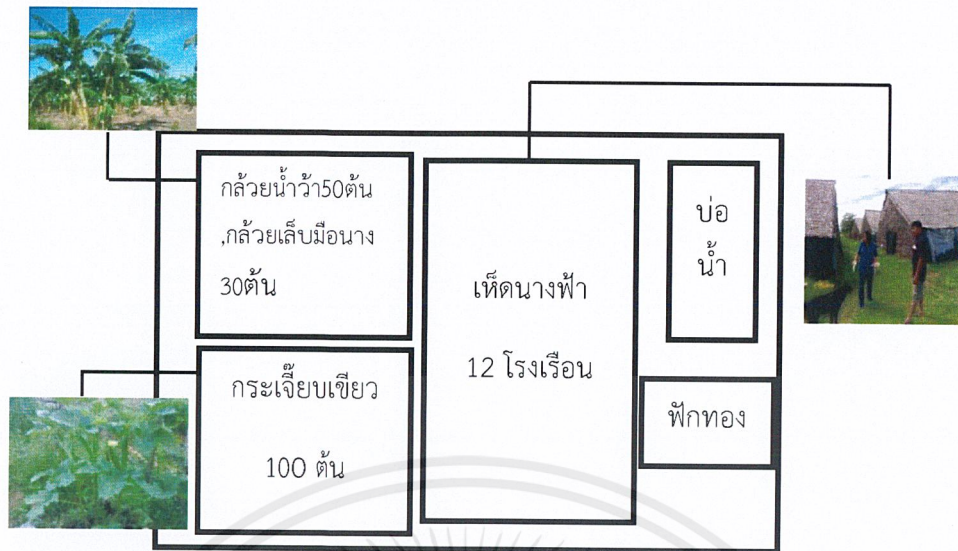 กล้วยน้ำว้า50ต้น
,กล้วยเล็บมือนาง
30ต้น
กระเจี๊ยบเขียว
100 ต้น
เห็ดนางฟ้า
12 โรงเรือน
บ่อ
น้ำ
ฟักทอง